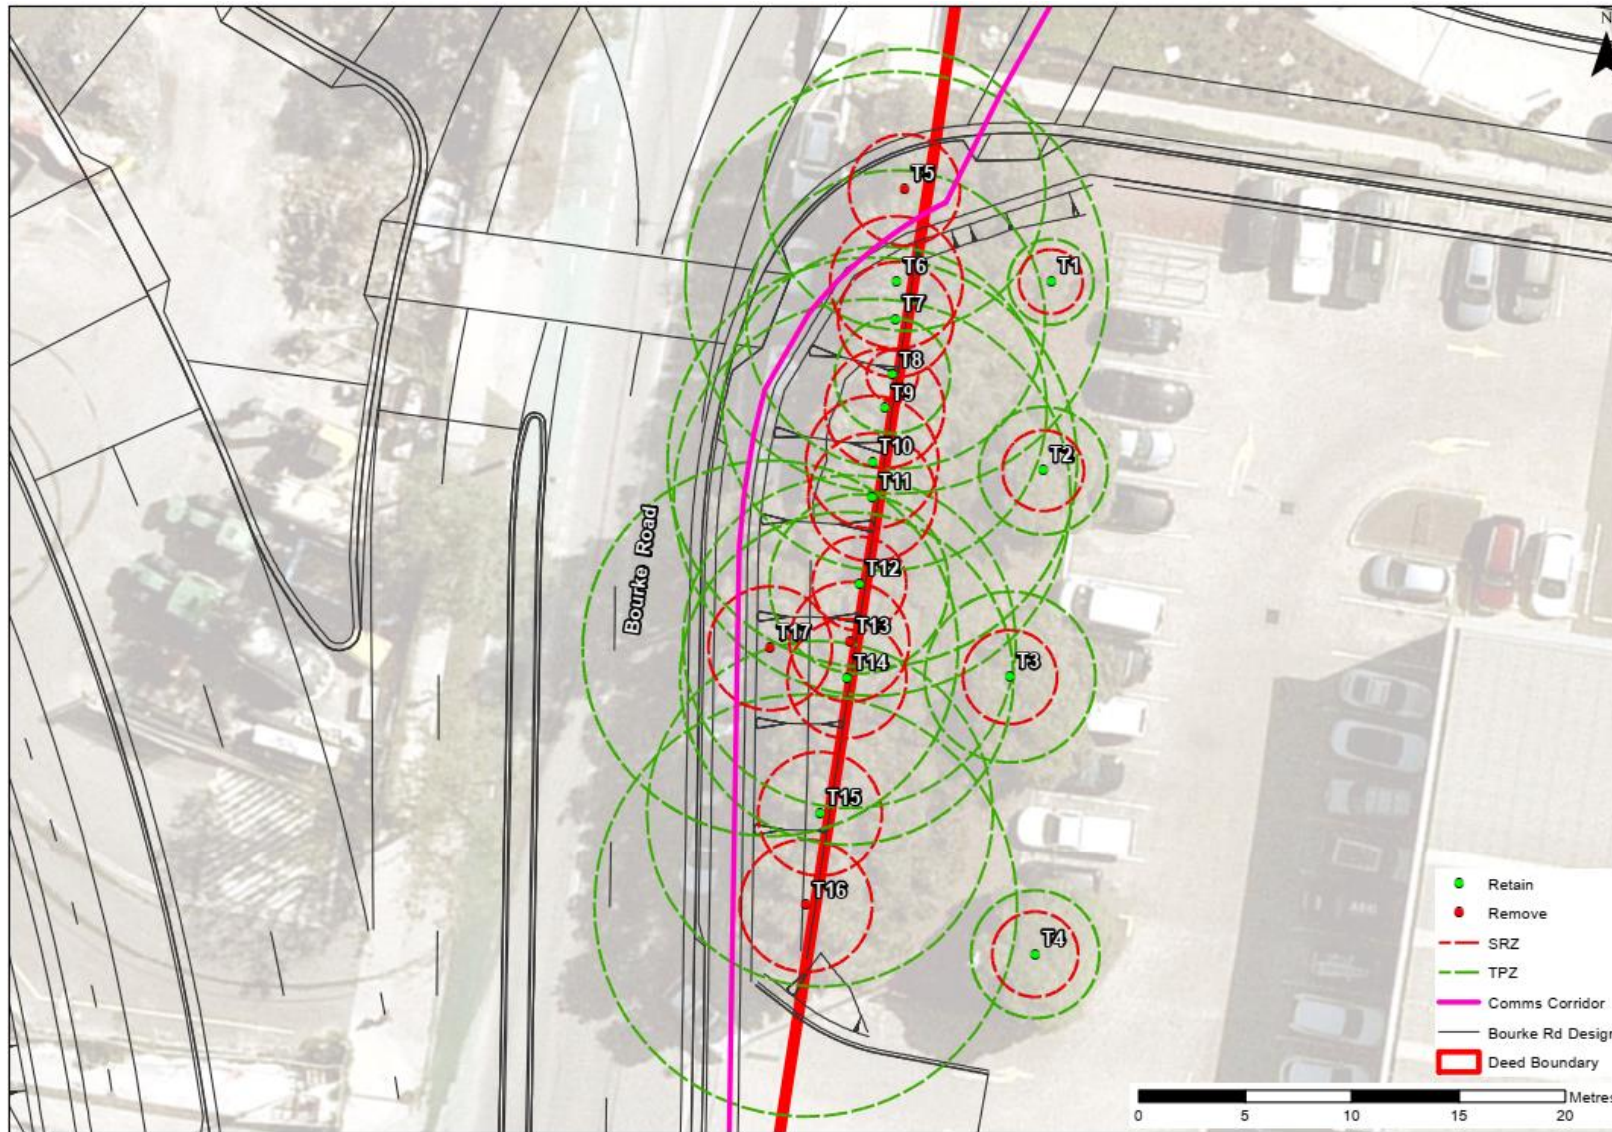 N
T5
T6
T1
T7
T8
T9
T10
T2
T11
Bourke Road
T12
T13
T17
T14
T3
T15
T16
T4
Retain
Remove
SRZ
TPZ
Comms Corridor
Bourke Rd Design
Deed Boundary
Metres
0 5 10 15 20